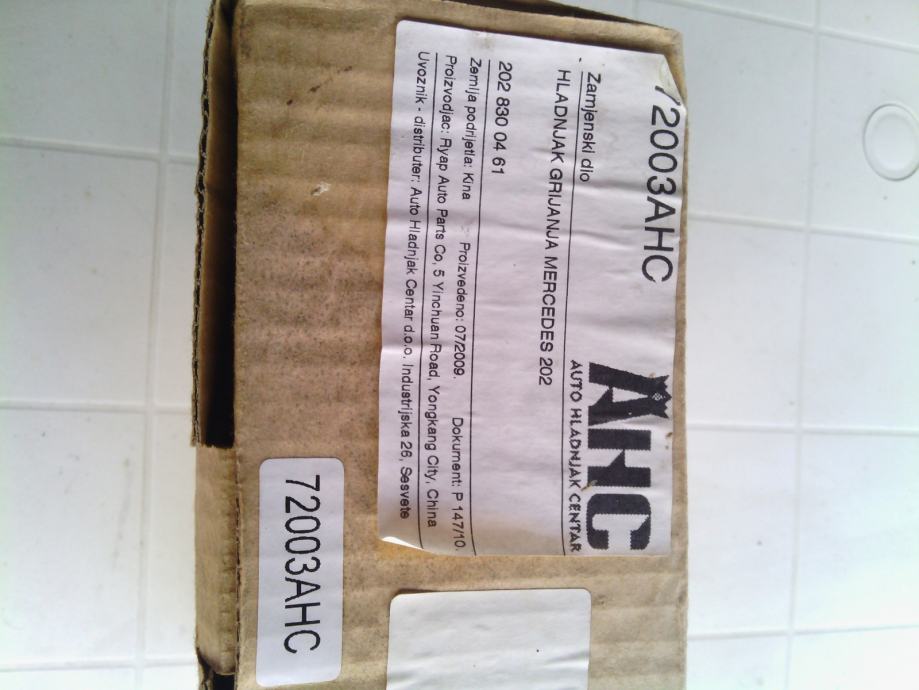 72003AHC
AHC
AUTO HLADNJAK CENTAR
Zamjenski dio
HLADNJAK GRIJANJA MERCEDES 202
202 830 04 61
Zemlja podrijetla: Kina Proizvedeno: 07/2009. Dokument: P 147/10.
Proizvodjac: Ryap Auto Parts Co, 5 Yinchuan Road, Yongkang City, China
Uvoznik - distributer: Auto Hladnjak Centar d.o.o. Industrijska 26, Sesvete
72003AHC